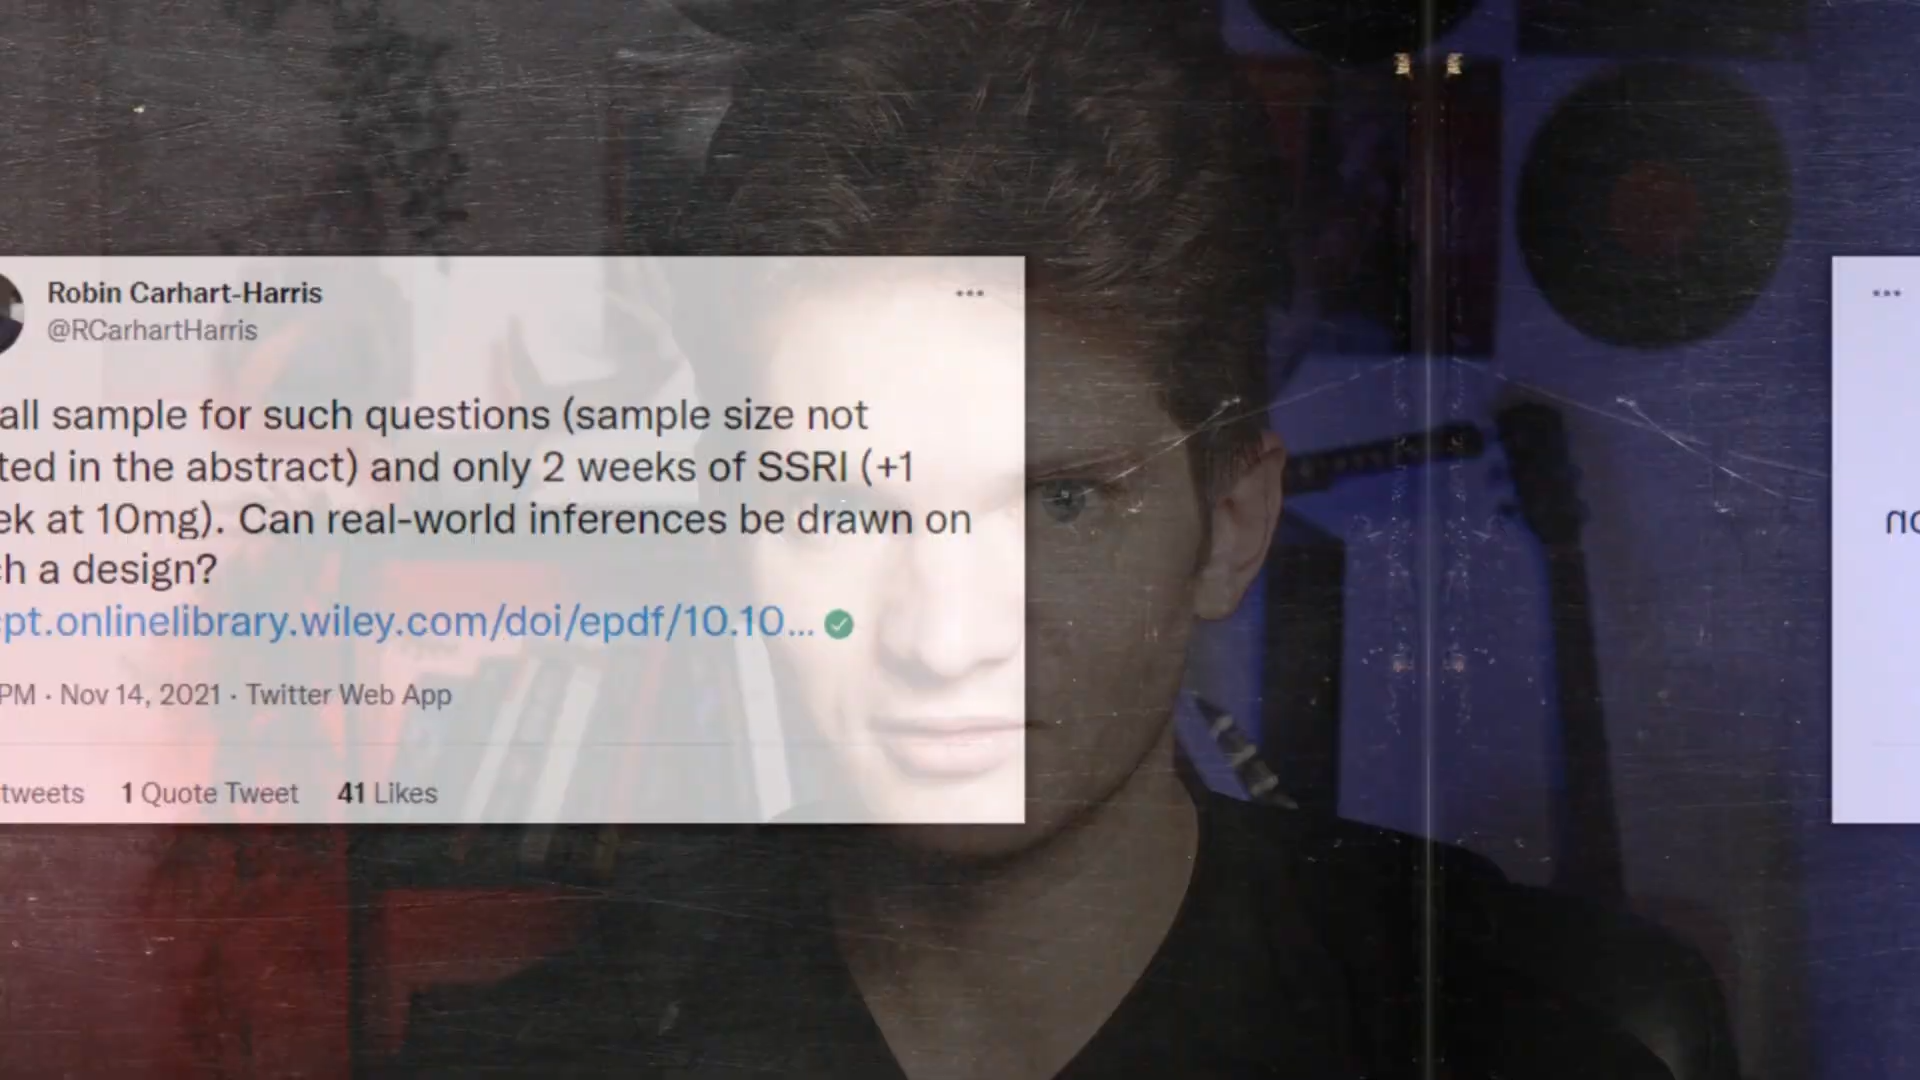 Robin Carhart-Harris
@RCarhartHarris
all sample for such questions (sample size not
ted in the abstract) and only 2 weeks of SSRI (+1
ek at 10mg). Can real-world inferences be drawn on
h a design?
cpt.onlinelibrary.wiley.com/doi/epdf/10.10...
PM · Nov 14, 2021 · Twitter Web App
tweets 1 Quote Tweet 41 Likes